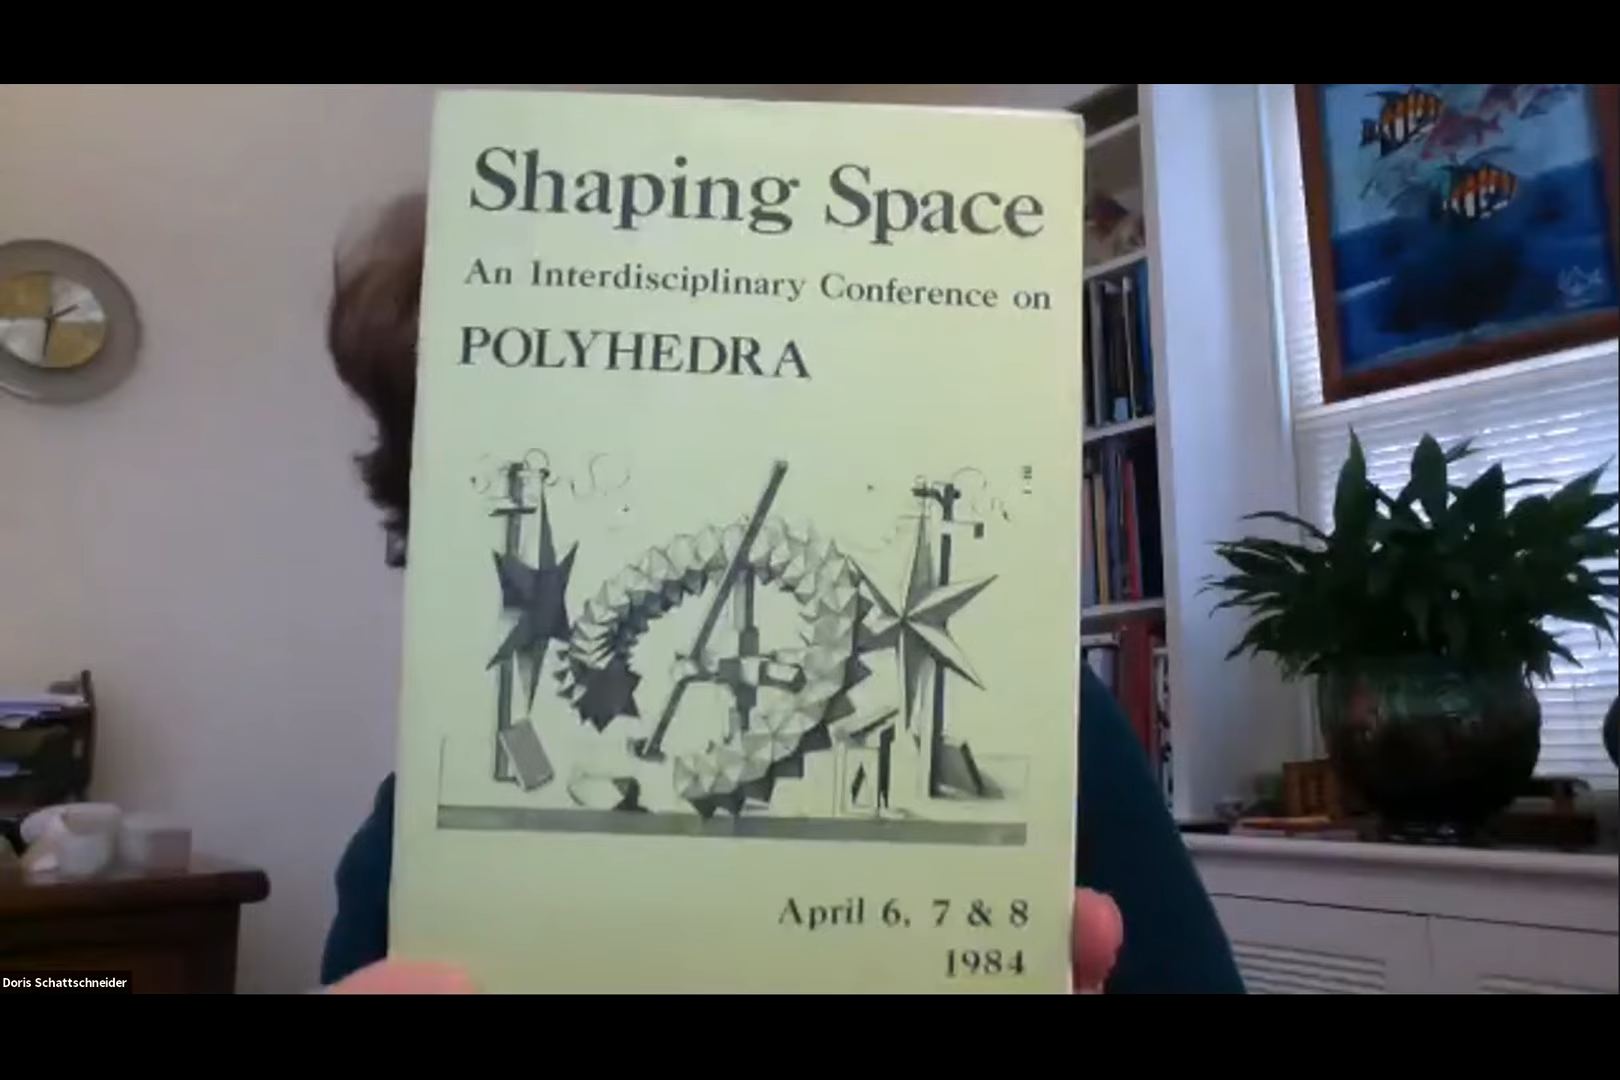 Shaping Space
An Interdisciplinary Conference on
POLYHEDRA
April 6, 7 & 8
1984
Doris Schattschneider